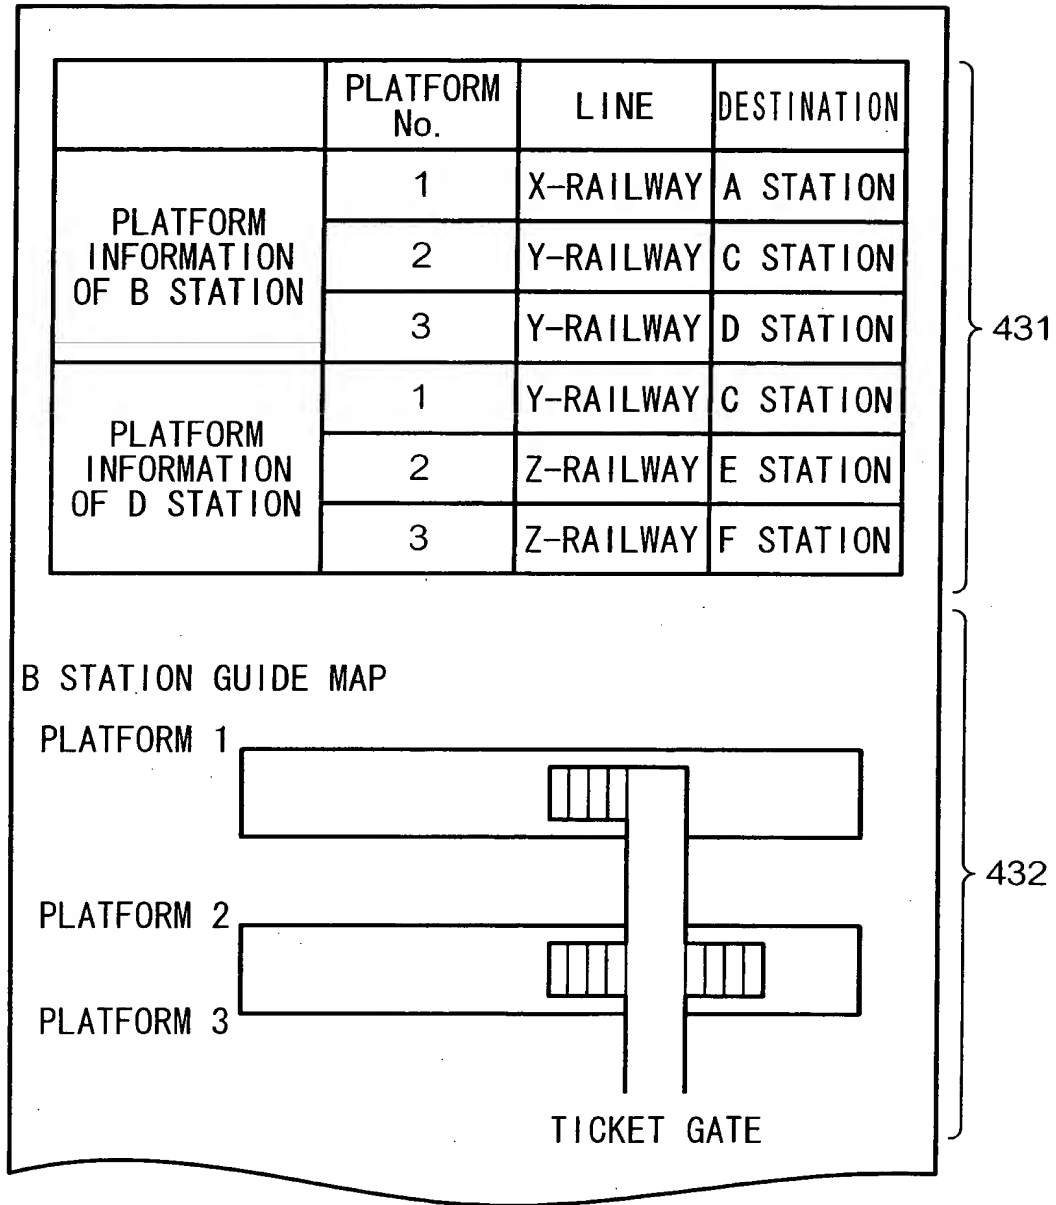 PLATFORM No. LINE DESTINATION
PLATFORM INFORMATION OF B STATION
1 X-RAILWAY A STATION
2 Y-RAILWAY C STATION
3 Y-RAILWAY D STATION
PLATFORM INFORMATION OF D STATION
1 Y-RAILWAY C STATION
2 Z-RAILWAY E STATION
3 Z-RAILWAY F STATION
431
B STATION GUIDE MAP
PLATFORM 1
PLATFORM 2
PLATFORM 3
432
TICKET GATE